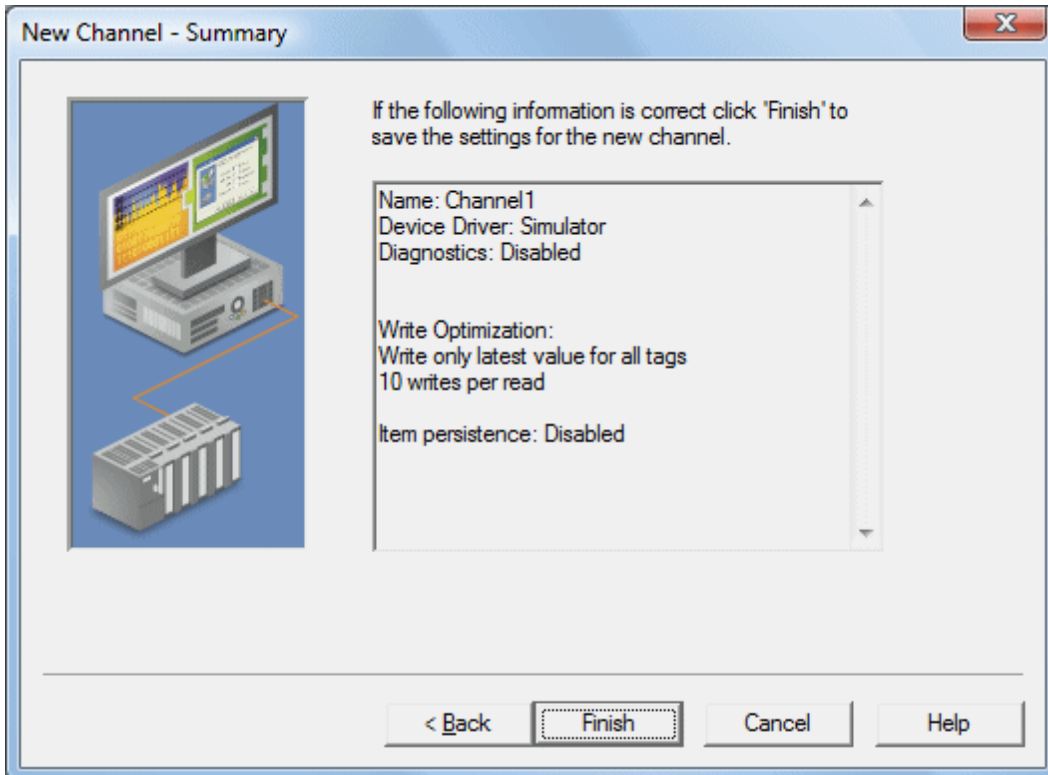 New Channel - Summary
If the following information is correct click 'Finish' to
save the settings for the new channel.
Name: Channel1
Device Driver: Simulator
Diagnostics: Disabled
Write Optimization:
Write only latest value for all tags
10 writes per read
Item persistence: Disabled
< Back
Finish
Cancel
Help